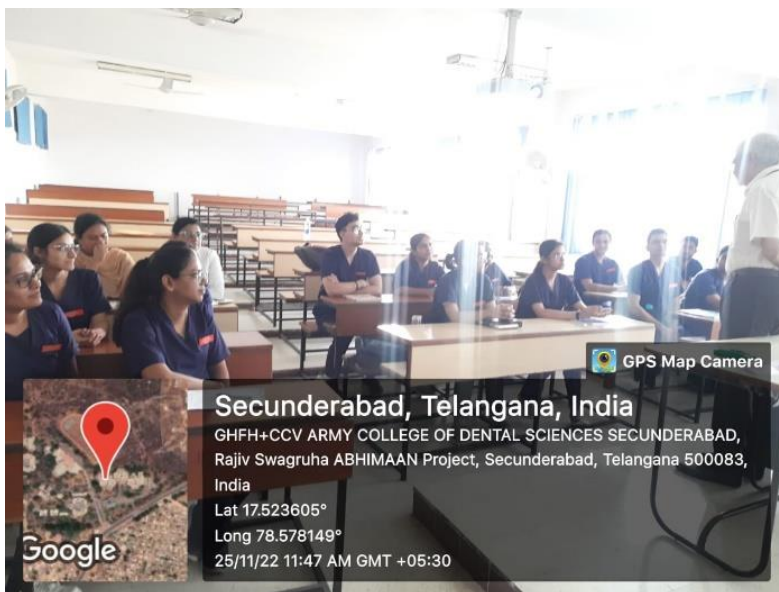 GPS Map Camera
Secunderabad, Telangana, India
GHFH+CCV ARMY COLLEGE OF DENTAL SCIENCES SECUNDERABAD,
Rajiv Swagruha ABHIMAAN Project, Secunderabad, Telangana 500083,
India
Lat 17.523605°
Long 78.578149°
25/11/22 11:47 AM GMT +05:30
Google